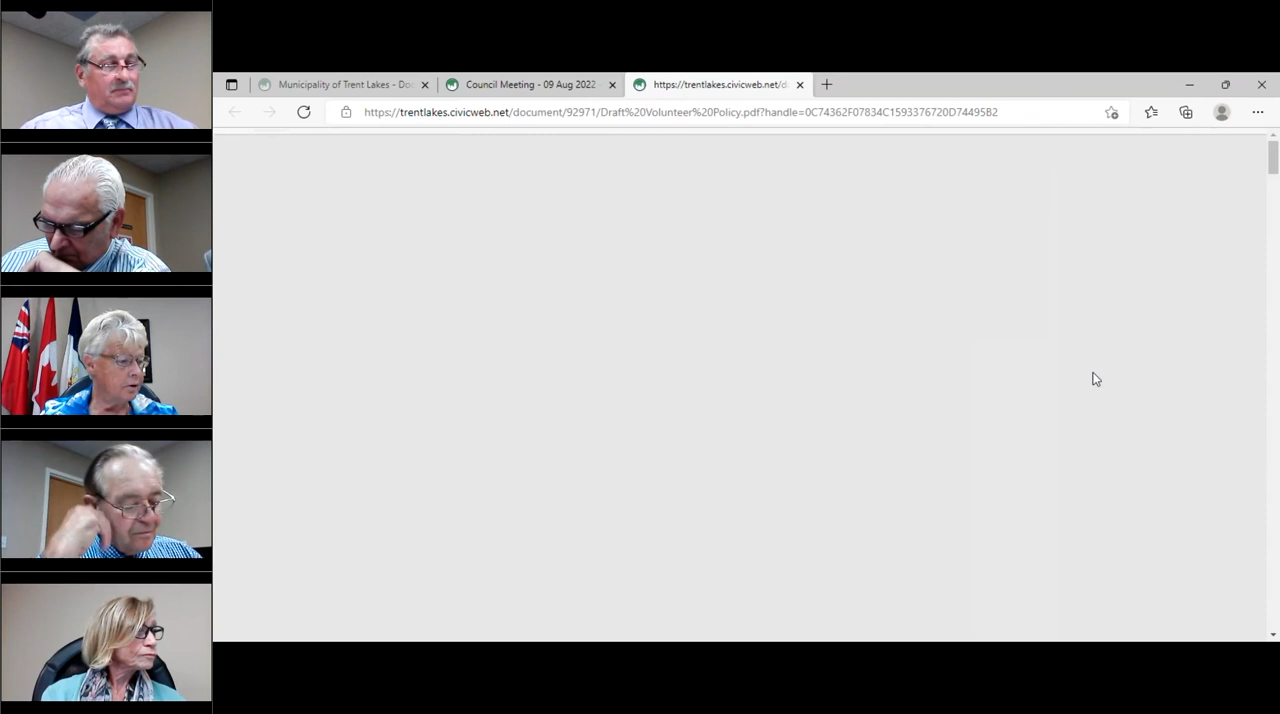 Municipality of Trent Lakes - Doc
Council Meeting - 09 Aug 2022
https://trentlakes.civicweb.net/d
https://trentlakes.civicweb.net/document/92971/Draft%20Volunteer%20Policy.pdf?handle=0C74362F07834C1593376720D74495B2